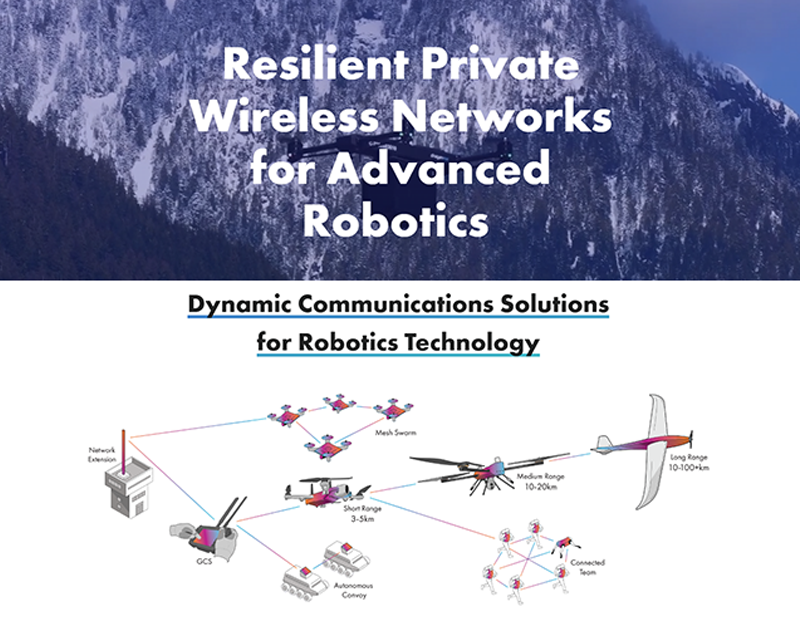 Resilient Private
Wireless Networks
for Advanced
Robotics
Dynamic Communications Solutions
for Robotics Technology
Mesh Swarm
Network
Extension
Long Range
10-100+km
Medium Range
10-20km
Short Range
3-5km
GCS
Connected
Team
Autonomous
Convoy